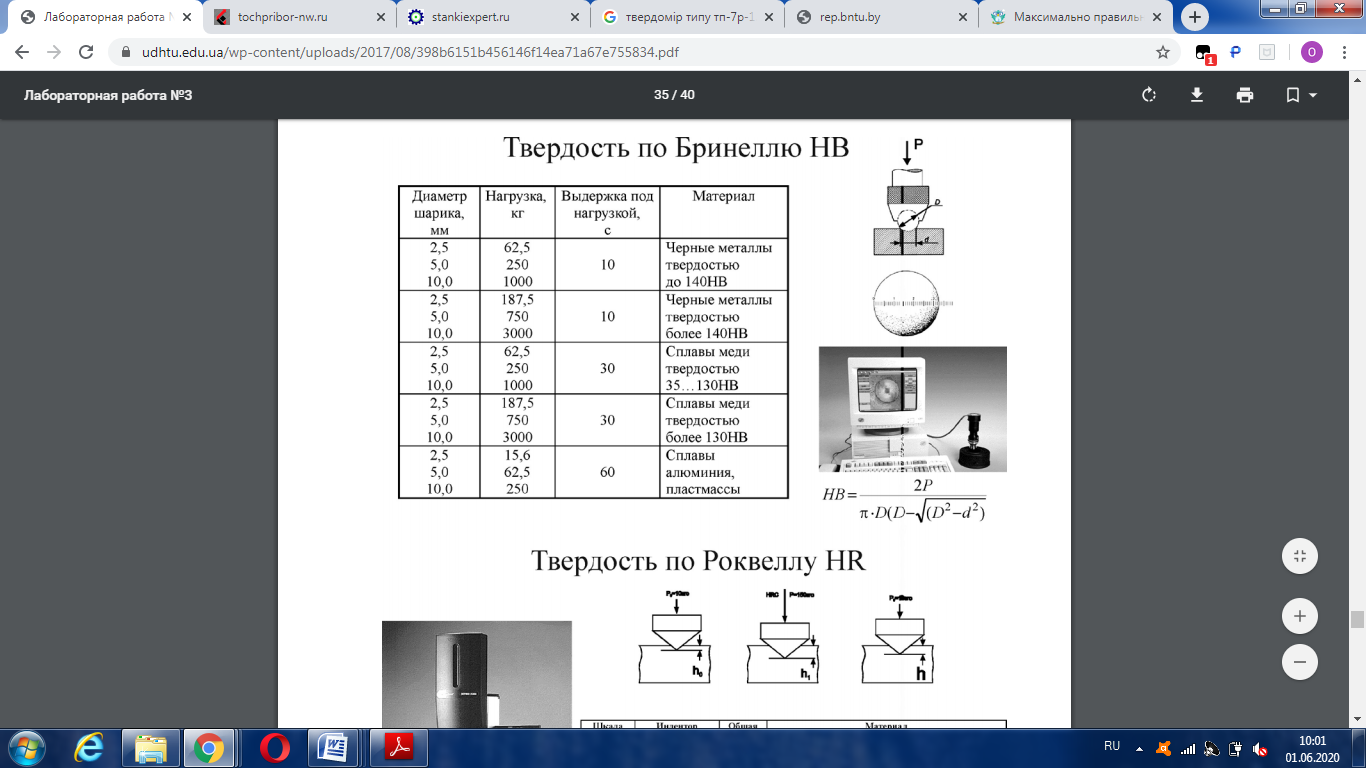 Лабораторная работа №
tochpribor-nw.ru
stankiexpert.ru
твердомір типу тп-7р-1
rep.bntu.by
Максимально правиль
udhtu.edu.ua/wp-content/uploads/2017/08/398b6151b456146f14ea71a67e755834.pdf
1
O
Лабораторная работа №3
35 / 40
Твердость по Бринеллю HB
P
D
d
Диаметр шарика, мм
Нагрузка, кг
Выдержка под нагрузкой, с
Материал
2,5 62,5
5,0 250
10,0 1000
10
Черные металлы
твердостью
до 140HB
2,5 187,5
5,0 750
10,0 3000
10
Черные металлы
твердостью
более 140HB
2,5 62,5
5,0 250
10,0 1000
30
Сплавы меди
твердостью
35…130HB
2,5 187,5
5,0 750
10,0 3000
30
Сплавы меди
твердостью
более 130HB
2,5 15,6
5,0 62,5
10,0 250
60
Сплавы
алюминия,
пластмассы
HB = 2P / π·D(D−√(D²−d²)
Твердость по Роквеллу HR
HRC
h₀
h₁
h
Шкала Индентор Общая Материал
RU
10:01
01.06.2020